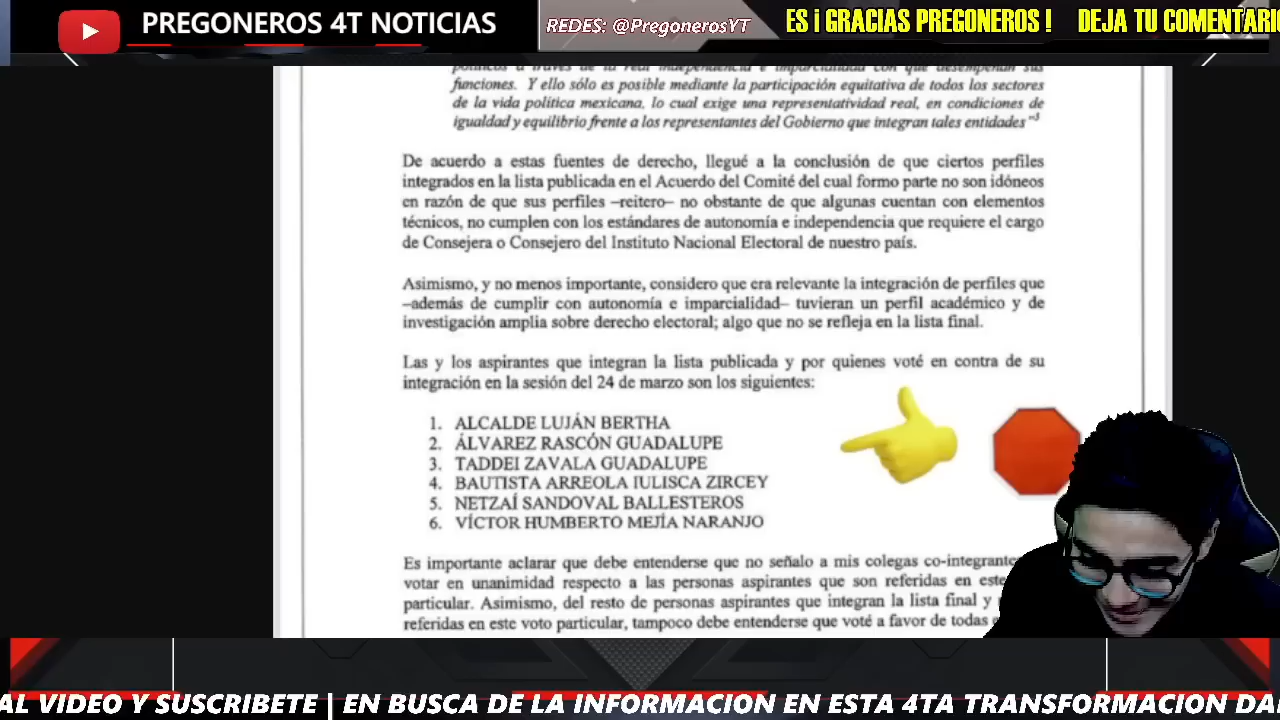 PREGONEROS 4T NOTICIAS
REDES: @PregonerosYT
ES ¡ GRACIAS PREGONEROS ! DEJA TU COMENTARIO
políticos a través de la real independencia e imparcialidad con que desempeñan sus
funciones. Y ello sólo es posible mediante la participación equitativa de todos los sectores
de la vida política mexicana, lo cual exige una representatividad real, en condiciones de
igualdad y equilibrio frente a los representantes del Gobierno que integran tales entidades"3
De acuerdo a estas fuentes de derecho, llegué a la conclusión de que ciertos perfiles
integrados en la lista publicada en el Acuerdo del Comité del cual formo parte no son idóneos
en razón de que sus perfiles –reitero– no obstante de que algunas cuentan con elementos
técnicos, no cumplen con los estándares de autonomía e independencia que requiere el cargo
de Consejera o Consejero del Instituto Nacional Electoral de nuestro país.
Asimismo, y no menos importante, considero que era relevante la integración de perfiles que
–además de cumplir con autonomía e imparcialidad– tuvieran un perfil académico y de
investigación amplia sobre derecho electoral; algo que no se refleja en la lista final.
Las y los aspirantes que integran la lista publicada y por quienes voté en contra de su
integración en la sesión del 24 de marzo son los siguientes:
1. ALCALDE LUJÁN BERTHA
2. ÁLVAREZ RASCÓN GUADALUPE
3. TADDEI ZAVALA GUADALUPE
4. BAUTISTA ARREOLA IULISCA ZIRCEY
5. NETZAÍ SANDOVAL BALLESTEROS
6. VÍCTOR HUMBERTO MEJÍA NARANJO
Es importante aclarar que debe entenderse que no señalo a mis colegas co-integrante
votar en unanimidad respecto a las personas aspirantes que son referidas en este
particular. Asimismo, del resto de personas aspirantes que integran la lista final y
referidas en este voto particular, tampoco debe entenderse que voté a favor de todas
AL VIDEO Y SUSCRIBETE | EN BUSCA DE LA INFORMACION EN ESTA 4TA TRANSFORMACION DA